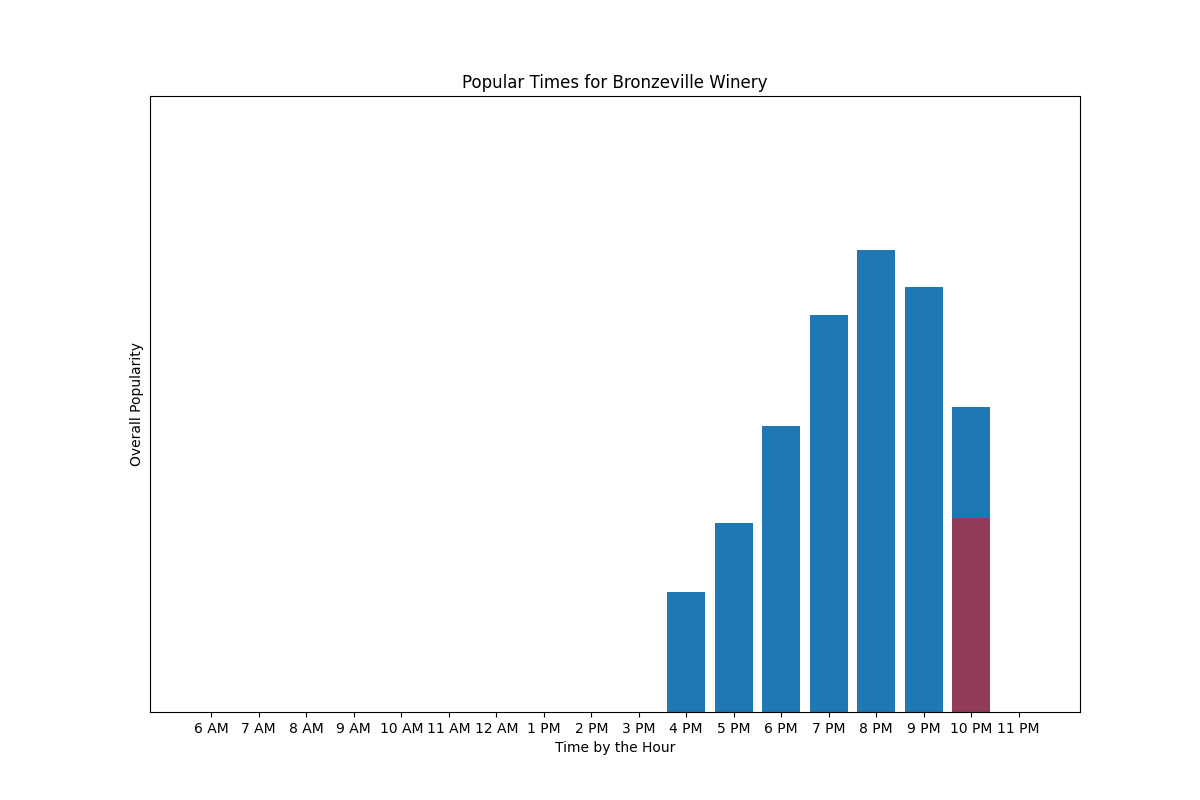 Popular Times for Bronzeville Winery
Overall Popularity
6 AM 7 AM 8 AM 9 AM 10 AM 11 AM 12 AM 1 PM 2 PM 3 PM 4 PM 5 PM 6 PM 7 PM 8 PM 9 PM 10 PM 11 PM
Time by the Hour